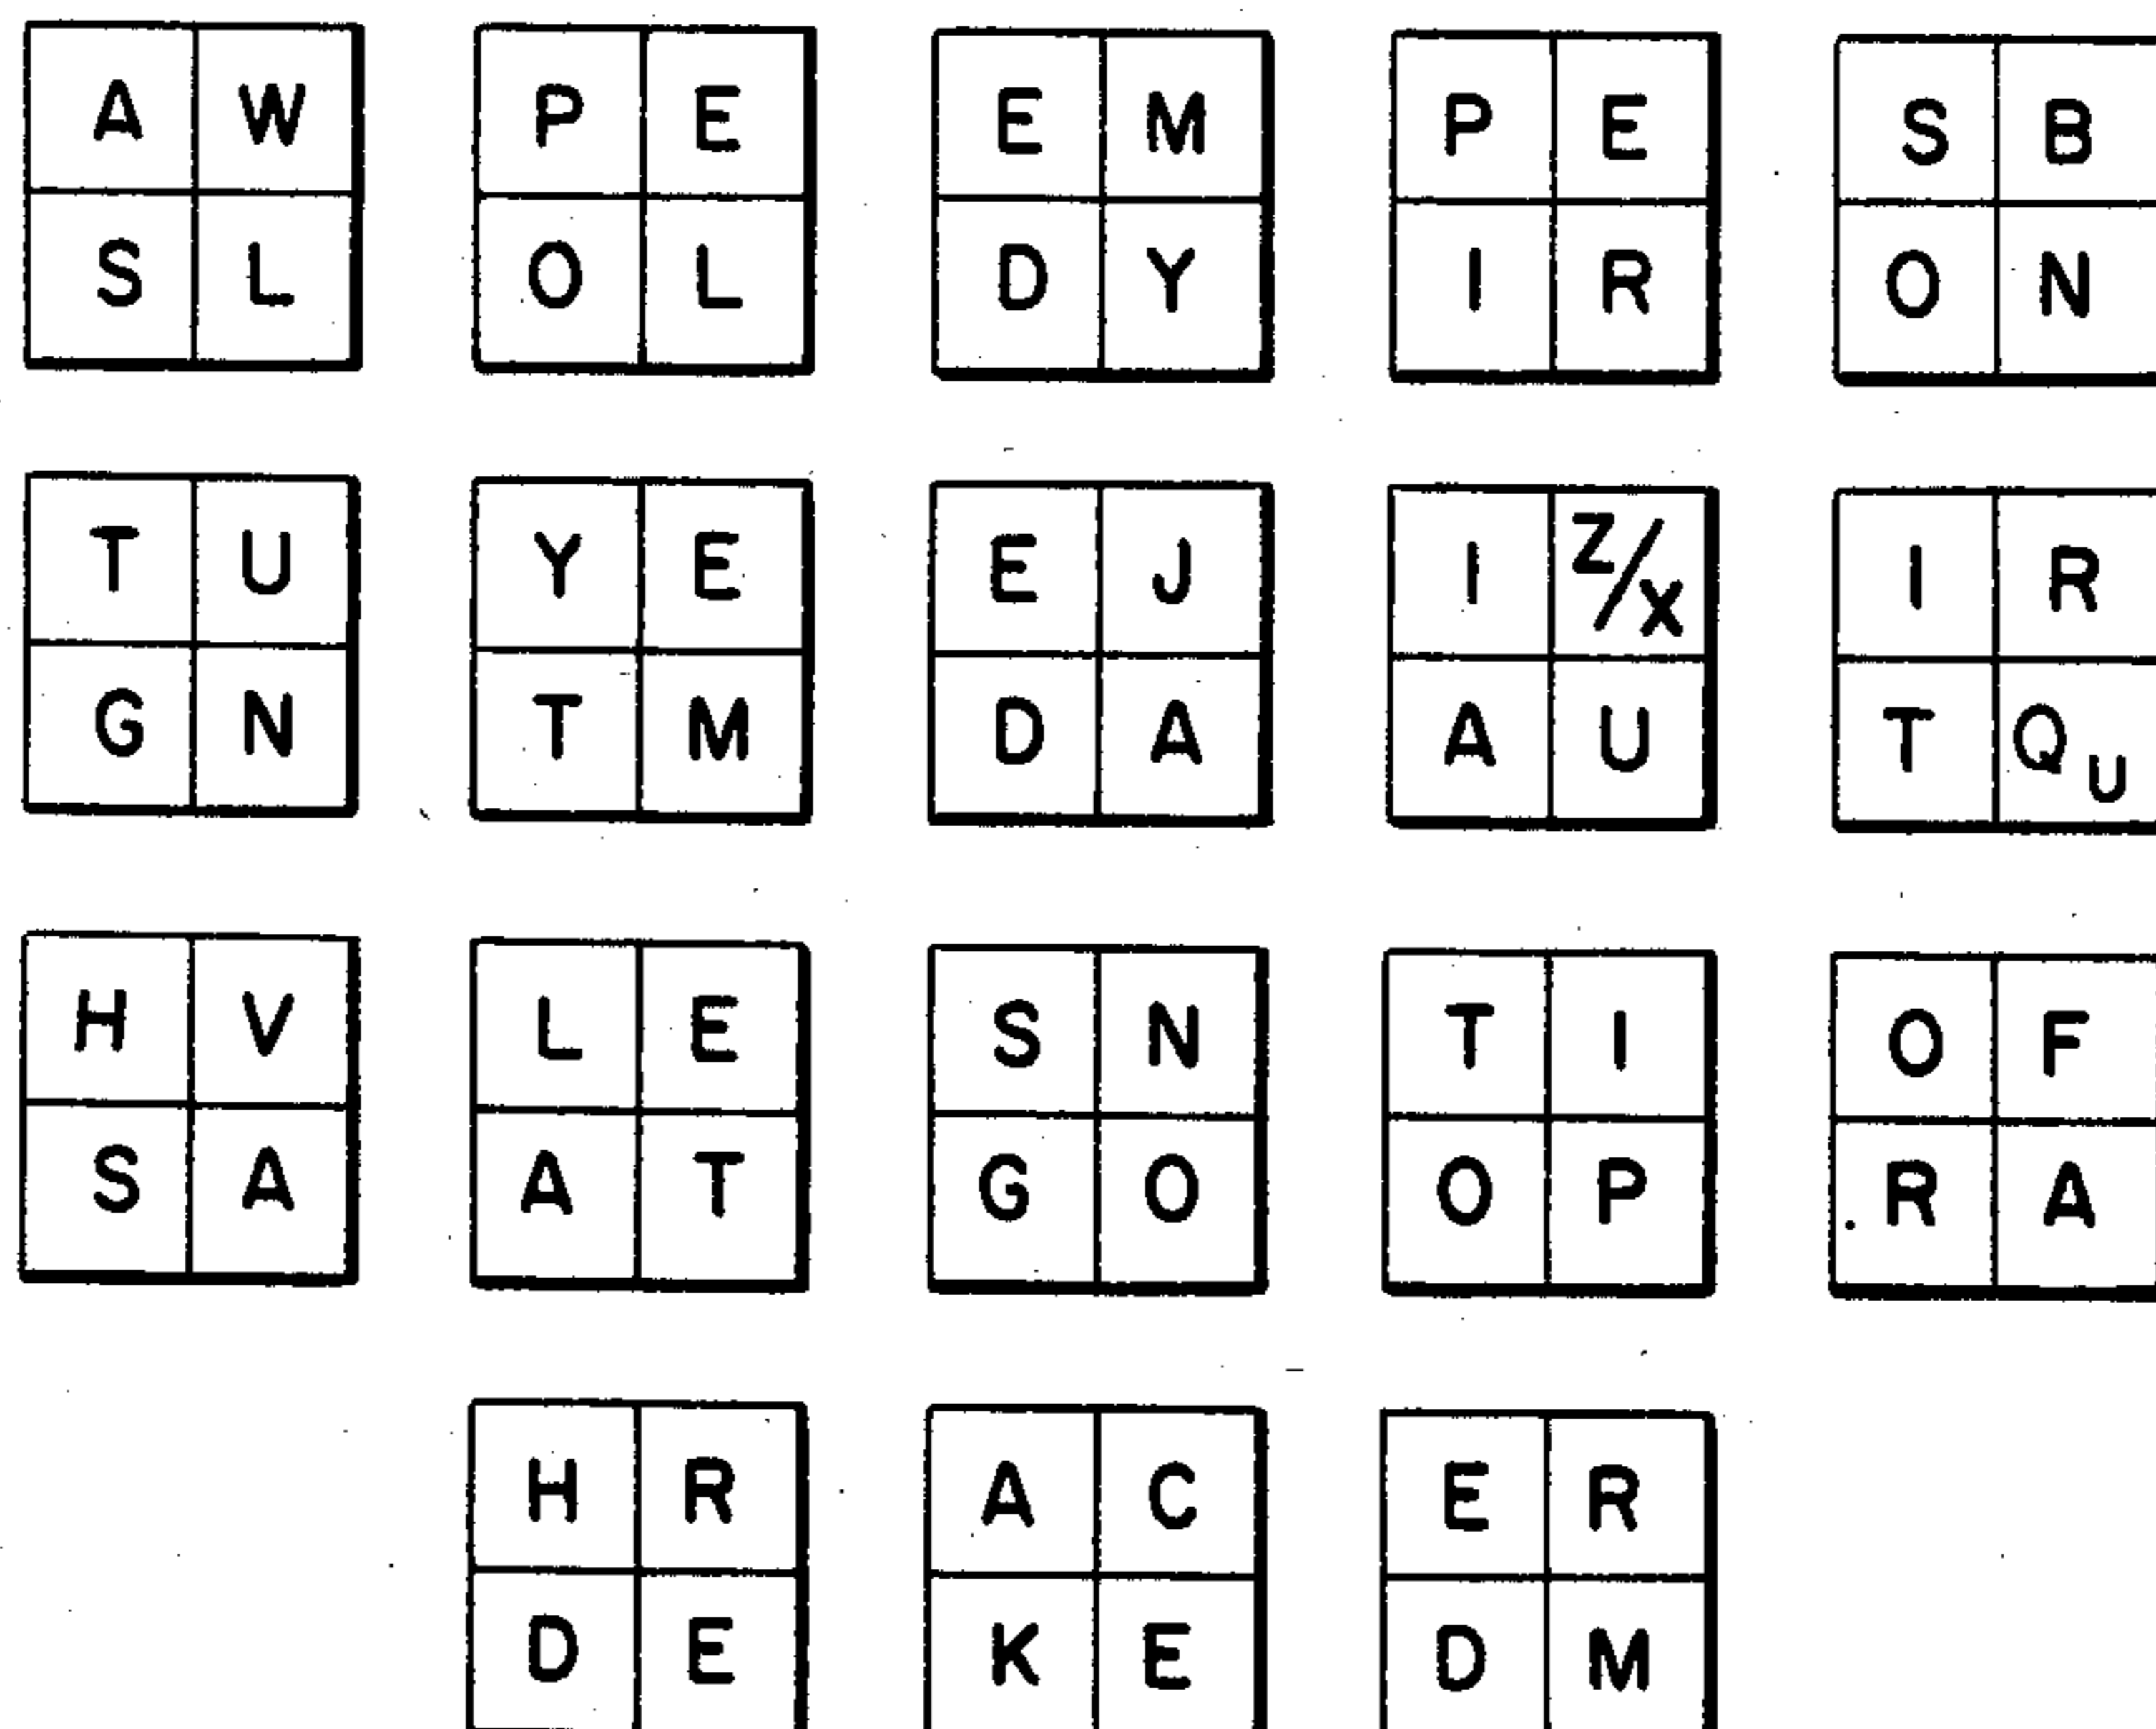 A W P E E M P E S B
S L O L D Y I R O N
T U Y E E J I Z/X I R
G N T M D A A U T QU
H V L E S N T I O F
S A A T G O O P R A
H R A C E R
D E K E D M